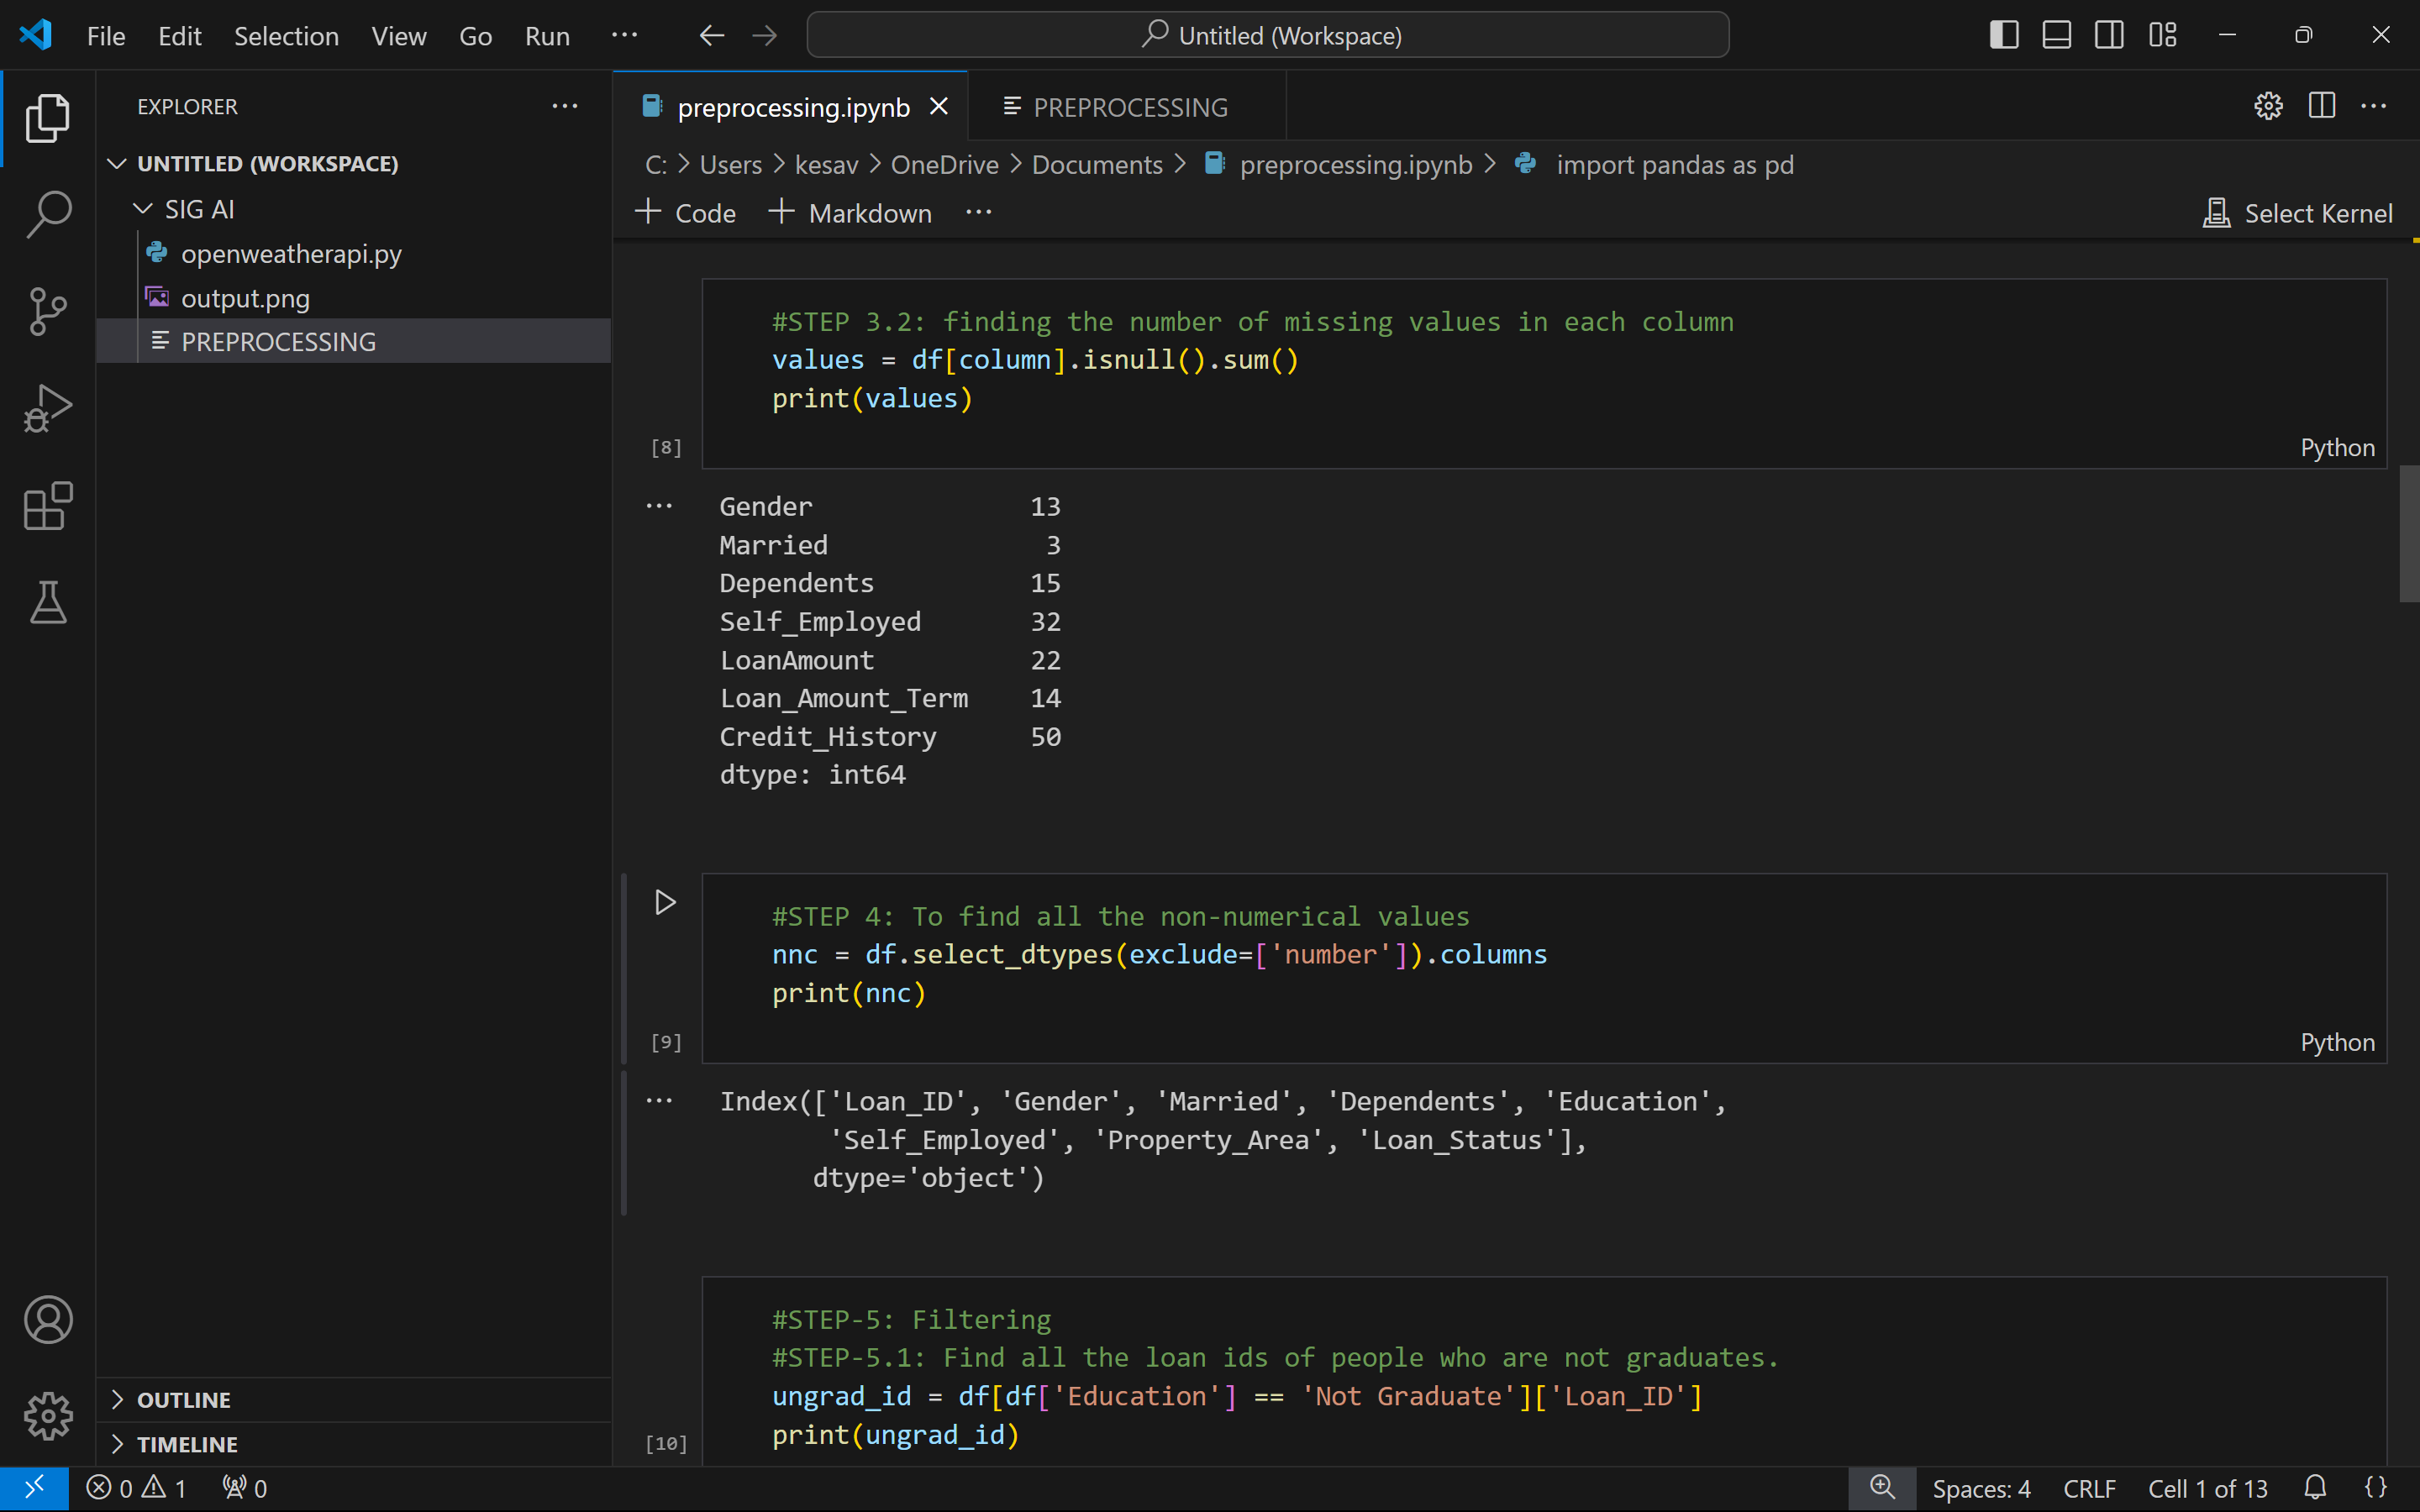 File Edit Selection View Go Run ···
Untitled (Workspace)
EXPLORER
UNTITLED (WORKSPACE)
SIG AI
openweatherapi.py
output.png
PREPROCESSING
OUTLINE
TIMELINE
preprocessing.ipynb
PREPROCESSING
C: > Users > kesav > OneDrive > Documents > preprocessing.ipynb > import pandas as pd
+ Code + Markdown ···
Select Kernel
#STEP 3.2: finding the number of missing values in each column
values = df[column].isnull().sum()
print(values)
[8]
Python
Gender 13
Married 3
Dependents 15
Self_Employed 32
LoanAmount 22
Loan_Amount_Term 14
Credit_History 50
dtype: int64
#STEP 4: To find all the non-numerical values
nnc = df.select_dtypes(exclude=['number']).columns
print(nnc)
[9]
Python
Index(['Loan_ID', 'Gender', 'Married', 'Dependents', 'Education',
'Self_Employed', 'Property_Area', 'Loan_Status'],
dtype='object')
#STEP-5: Filtering
#STEP-5.1: Find all the loan ids of people who are not graduates.
ungrad_id = df[df['Education'] == 'Not Graduate']['Loan_ID']
print(ungrad_id)
[10]
0 1 0
Spaces: 4 CRLF Cell 1 of 13 {}